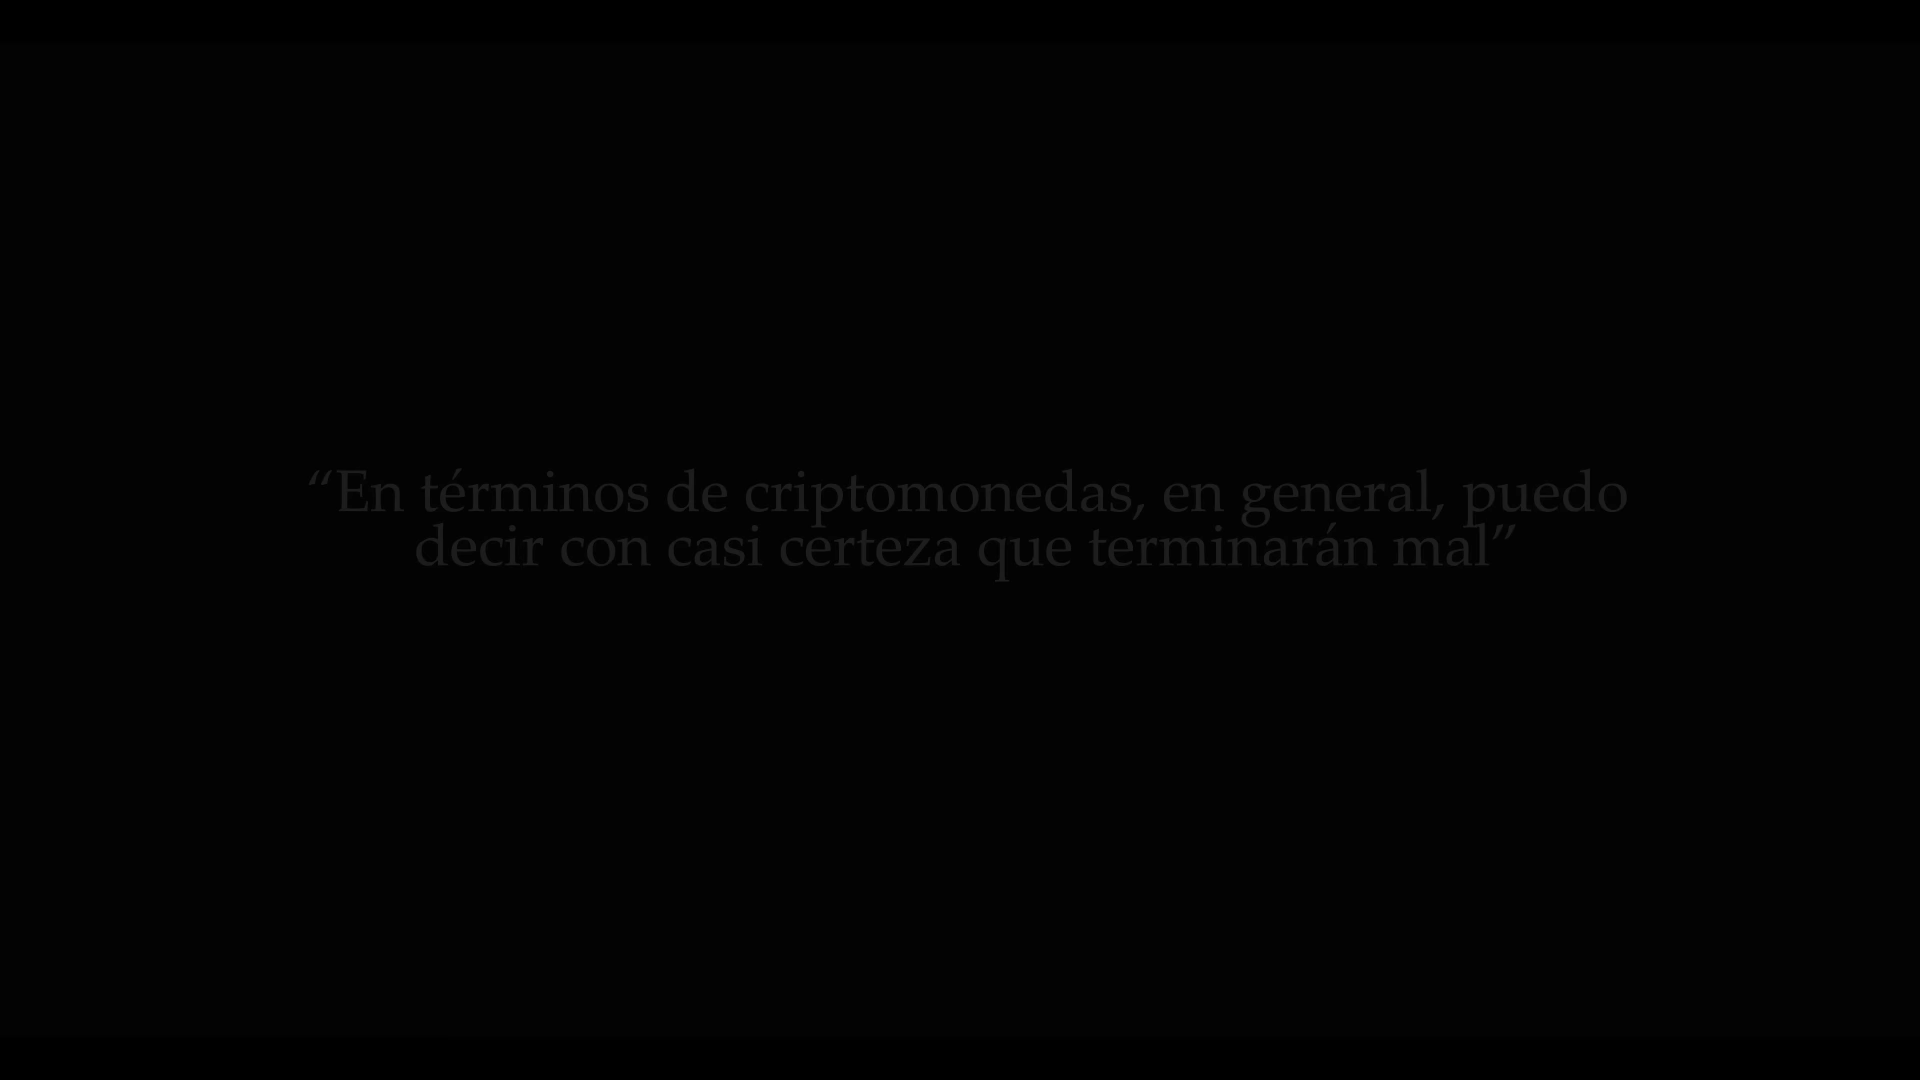 “En términos de criptomonedas, en general, puedo
decir con casi certeza que terminarán mal”